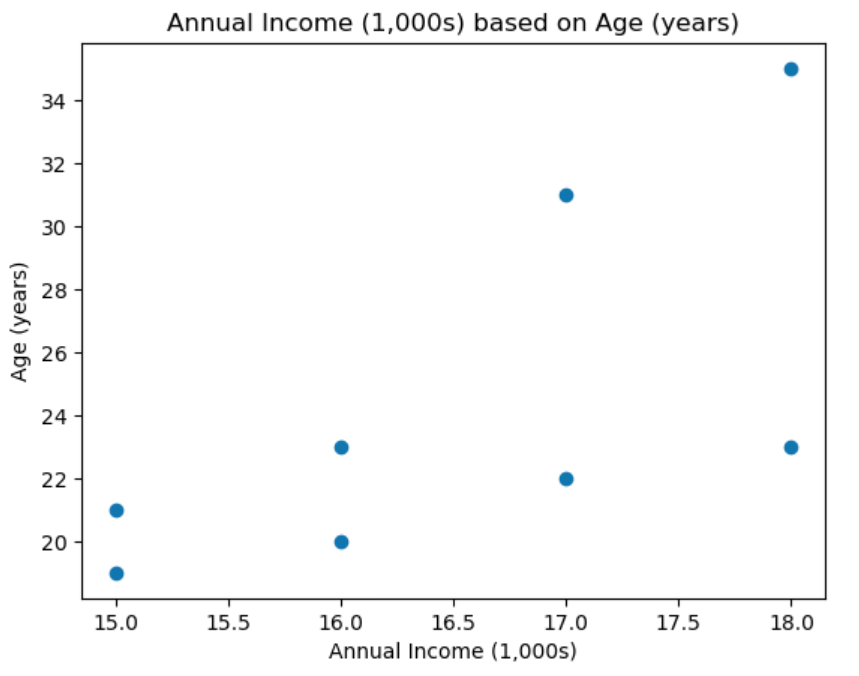 Annual Income (1,000s) based on Age (years)
34
32
30
28
26
24
22
20
Age (years)
15.0 15.5 16.0 16.5 17.0 17.5 18.0
Annual Income (1,000s)